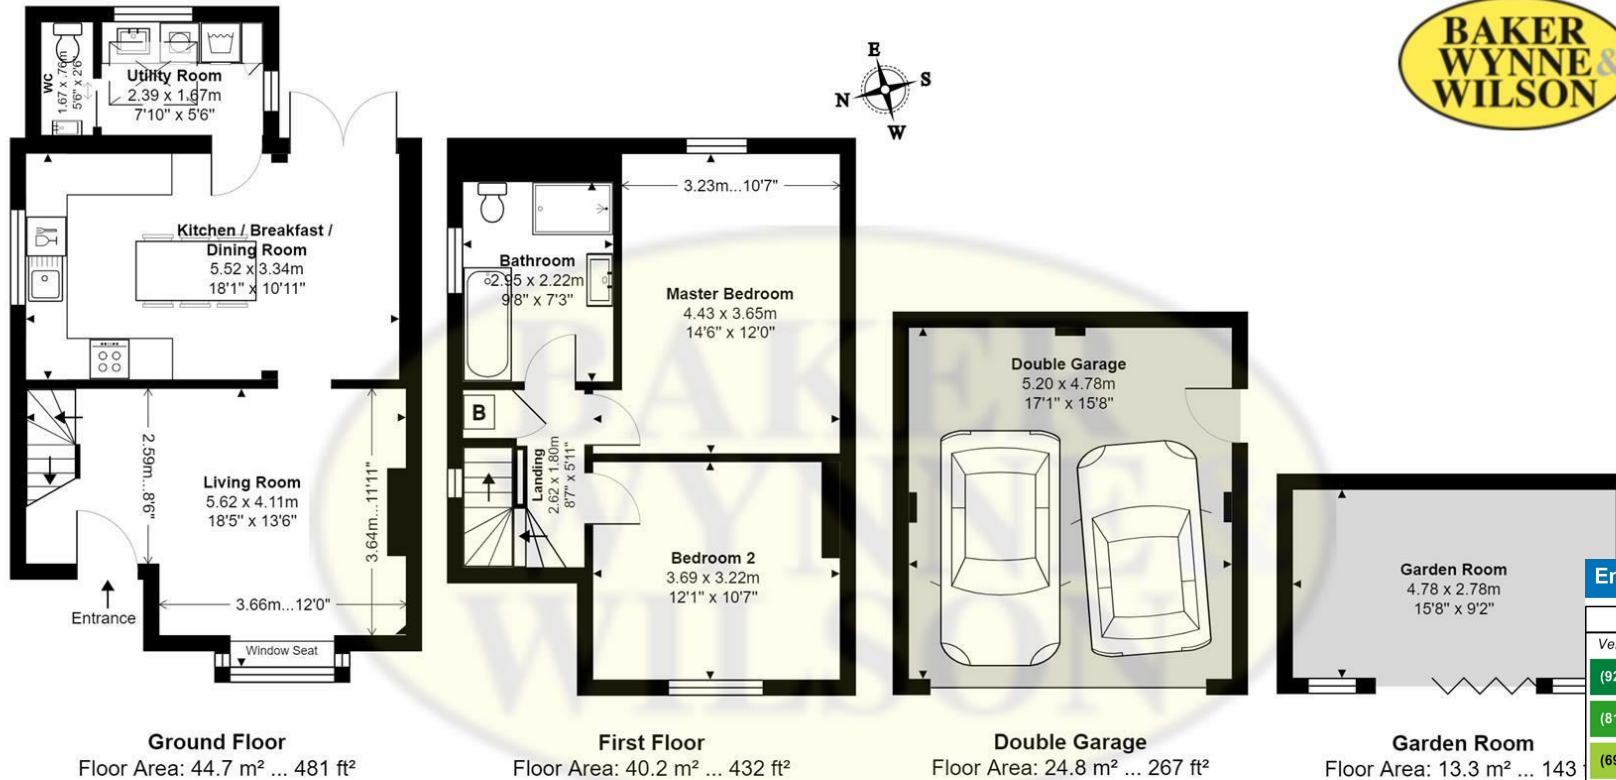 BAKER
WYNNE &
WILSON
E
S
N
W
WC
1.67 x .76m
5'6" x 2'6"
Utility Room
2.39 x 1.67m
7'10" x 5'6"
Kitchen / Breakfast /
Dining Room
5.52 x 3.34m
18'1" x 10'11"
2.59m...8'6"
Living Room
5.62 x 4.11m
18'5" x 13'6"
3.64m...11'11"
3.66m...12'0"
Entrance
Window Seat
3.23m...10'7"
Bathroom
2.95 x 2.22m
9'8" x 7'3"
Master Bedroom
4.43 x 3.65m
14'6" x 12'0"
B
Landing
2.62 x 1.80m
8'7" x 5'11"
Bedroom 2
3.69 x 3.22m
12'1" x 10'7"
Double Garage
5.20 x 4.78m
17'1" x 15'8"
Garden Room
4.78 x 2.78m
15'8" x 9'2"
Ground Floor
Floor Area: 44.7 m² ... 481 ft²
First Floor
Floor Area: 40.2 m² ... 432 ft²
Double Garage
Floor Area: 24.8 m² ... 267 ft²
Garden Room
Floor Area: 13.3 m² ... 143
BAKER
WYNNE &
WILSON